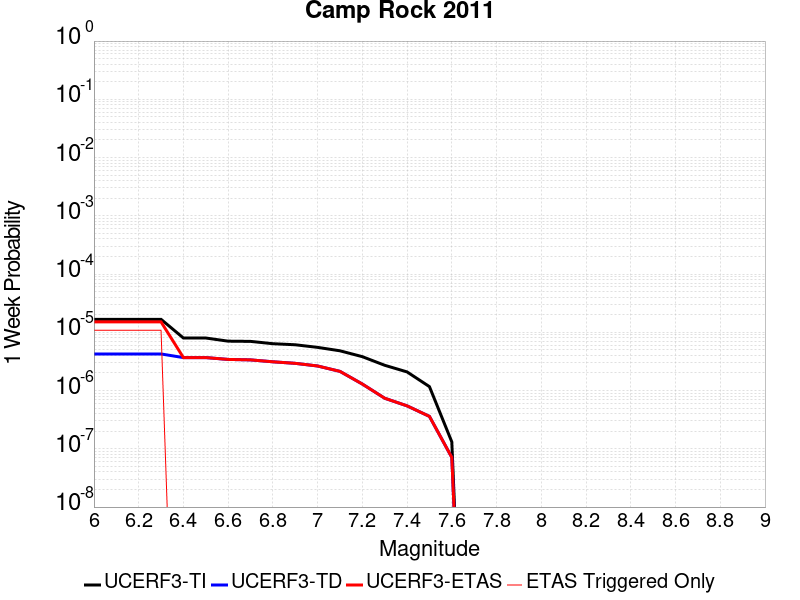 Camp Rock 2011
1 Week Probability
10^0
10^-1
10^-2
10^-3
10^-4
10^-5
10^-6
10^-7
10^-8
6 6.2 6.4 6.6 6.8 7 7.2 7.4 7.6 7.8 8 8.2 8.4 8.6 8.8 9
Magnitude
UCERF3-TI UCERF3-TD UCERF3-ETAS ETAS Triggered Only